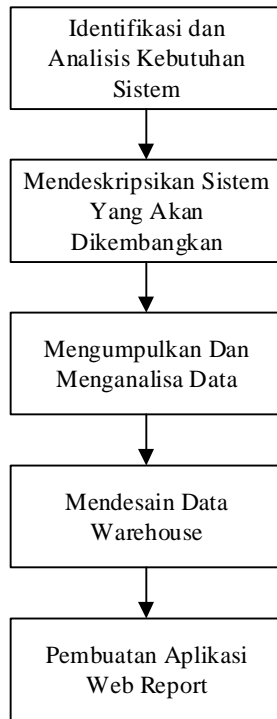 Identifikasi dan
Analisis Kebutuhan
Sistem
Mendeskripsikan Sistem
Yang Akan
Dikembangkan
Mengumpulkan Dan
Menganalisa Data
Mendesain Data
Warehouse
Pembuatan Aplikasi
Web Report